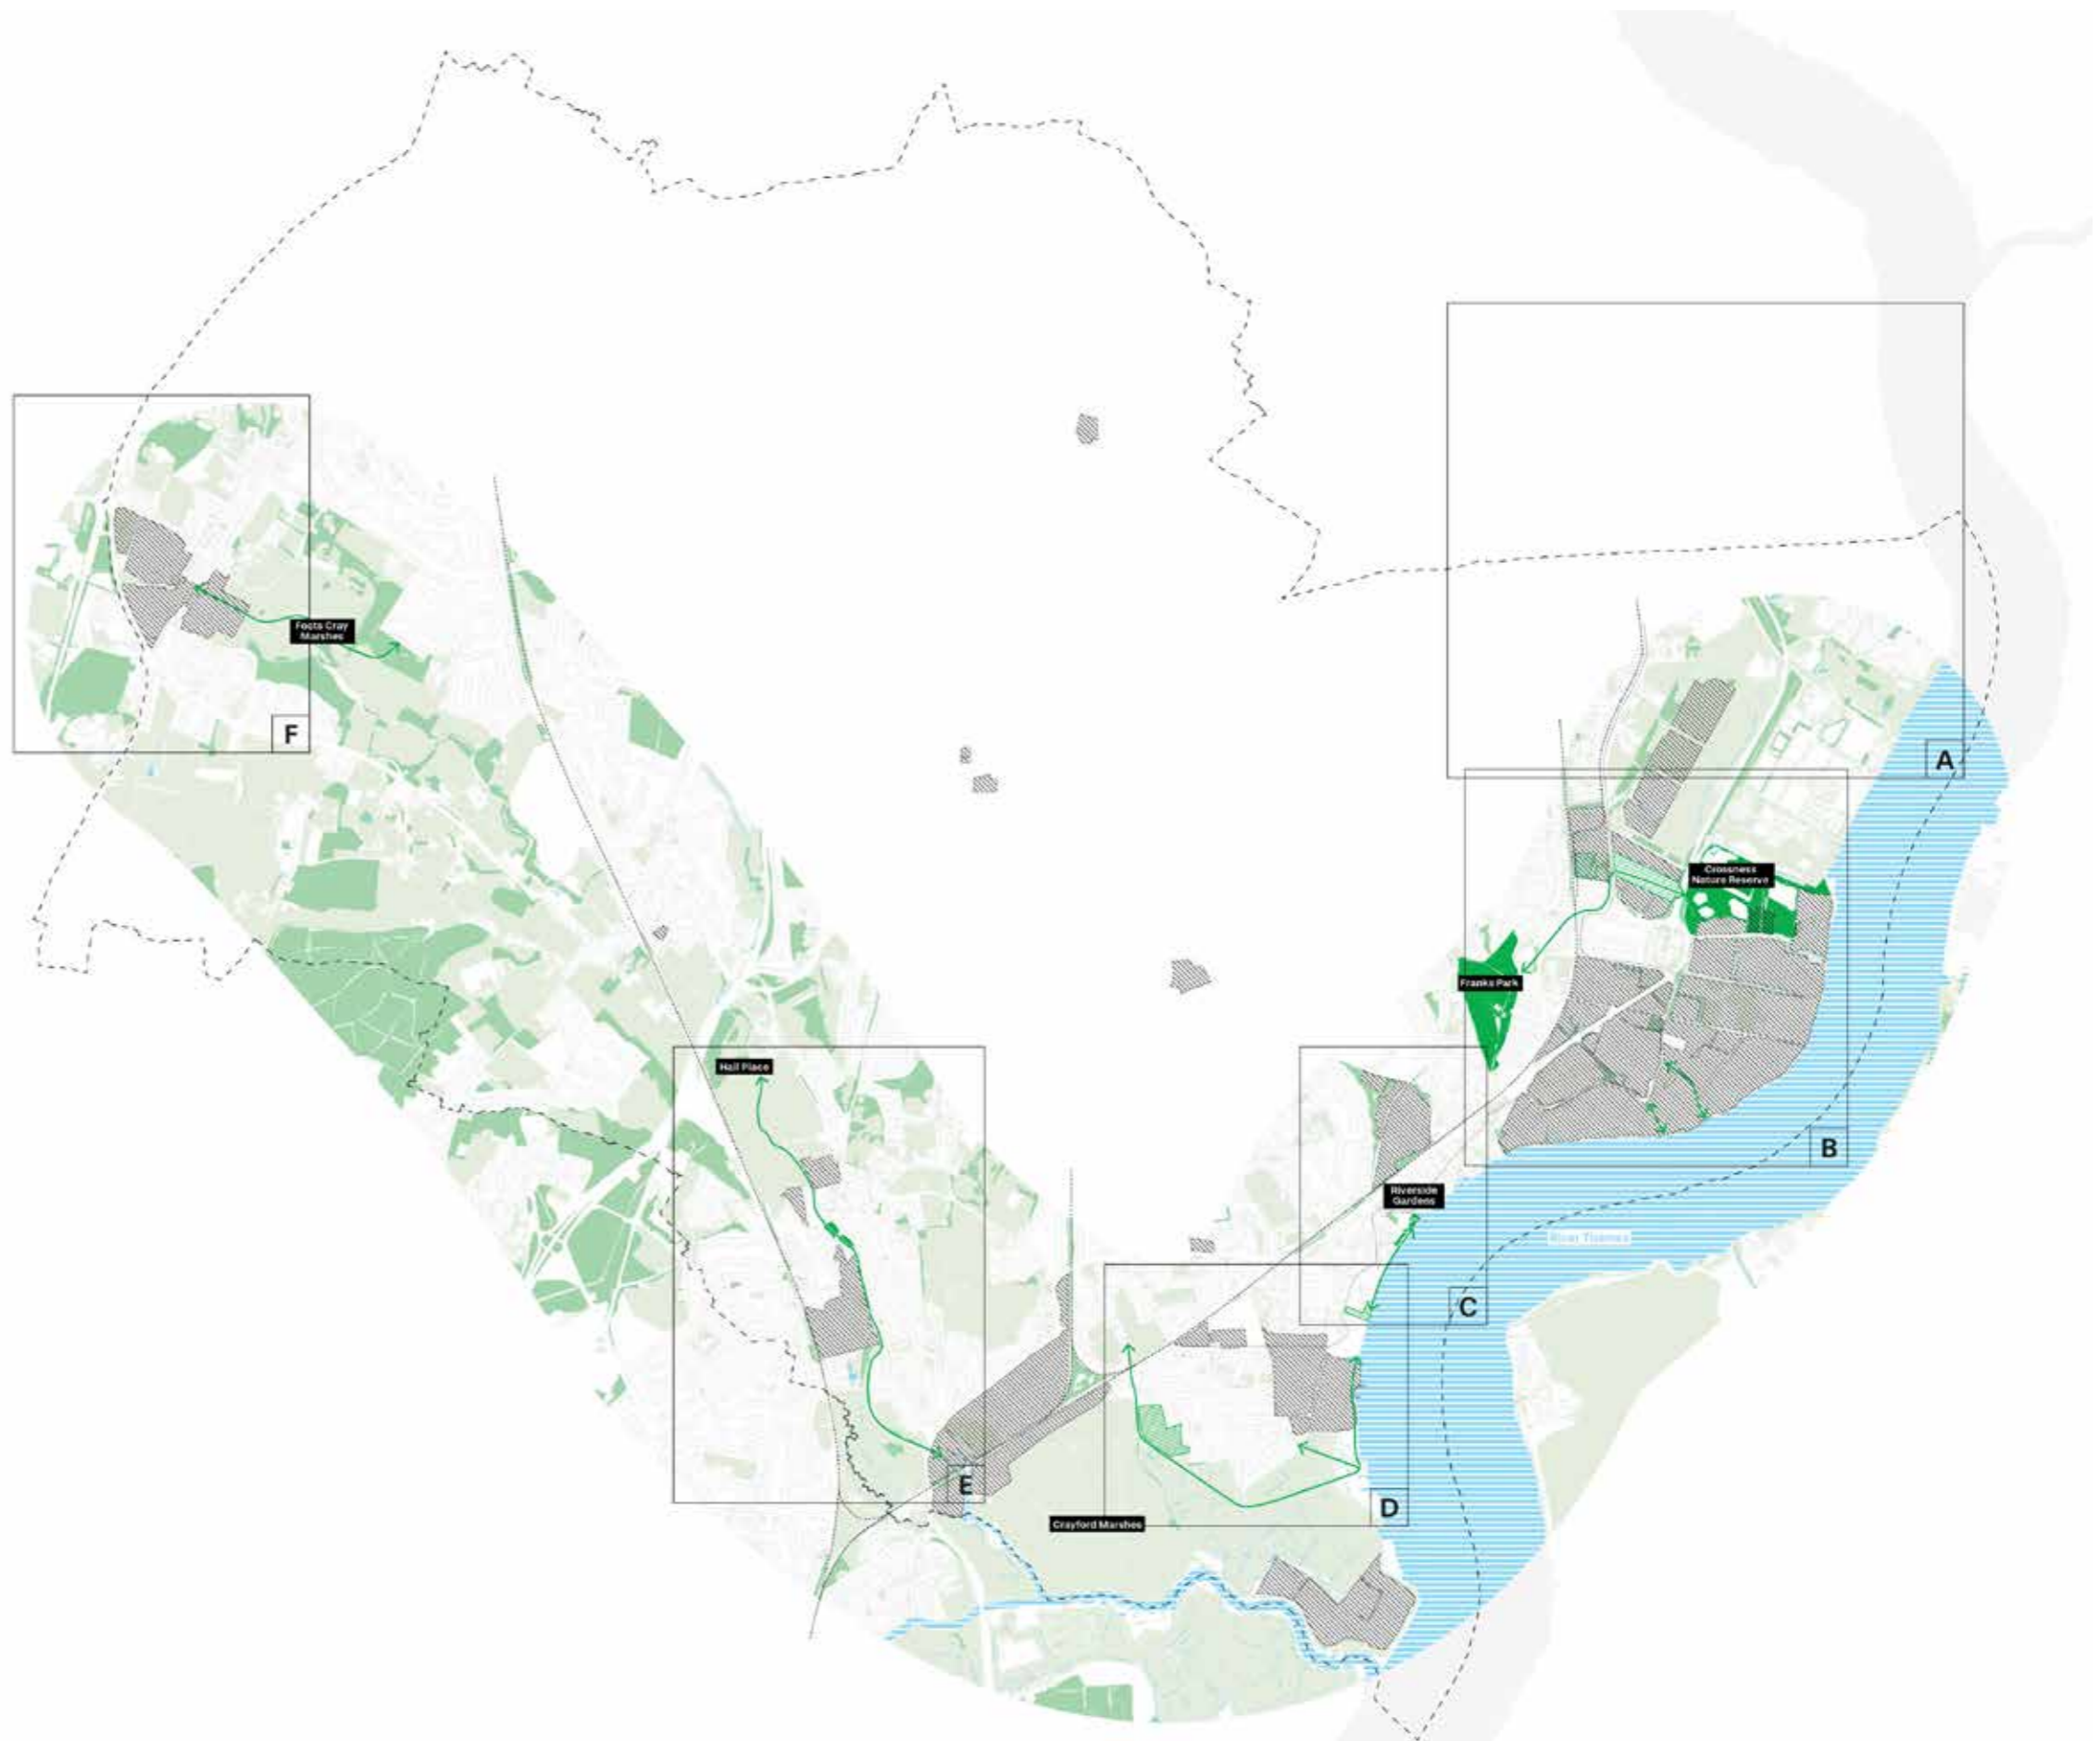 Foots Cray
Marshes
F
A
Crossness
Nature Reserve
Franks Park
Hall Place
B
Riverside
Gardens
River Thames
C
E
D
Crayford Marshes